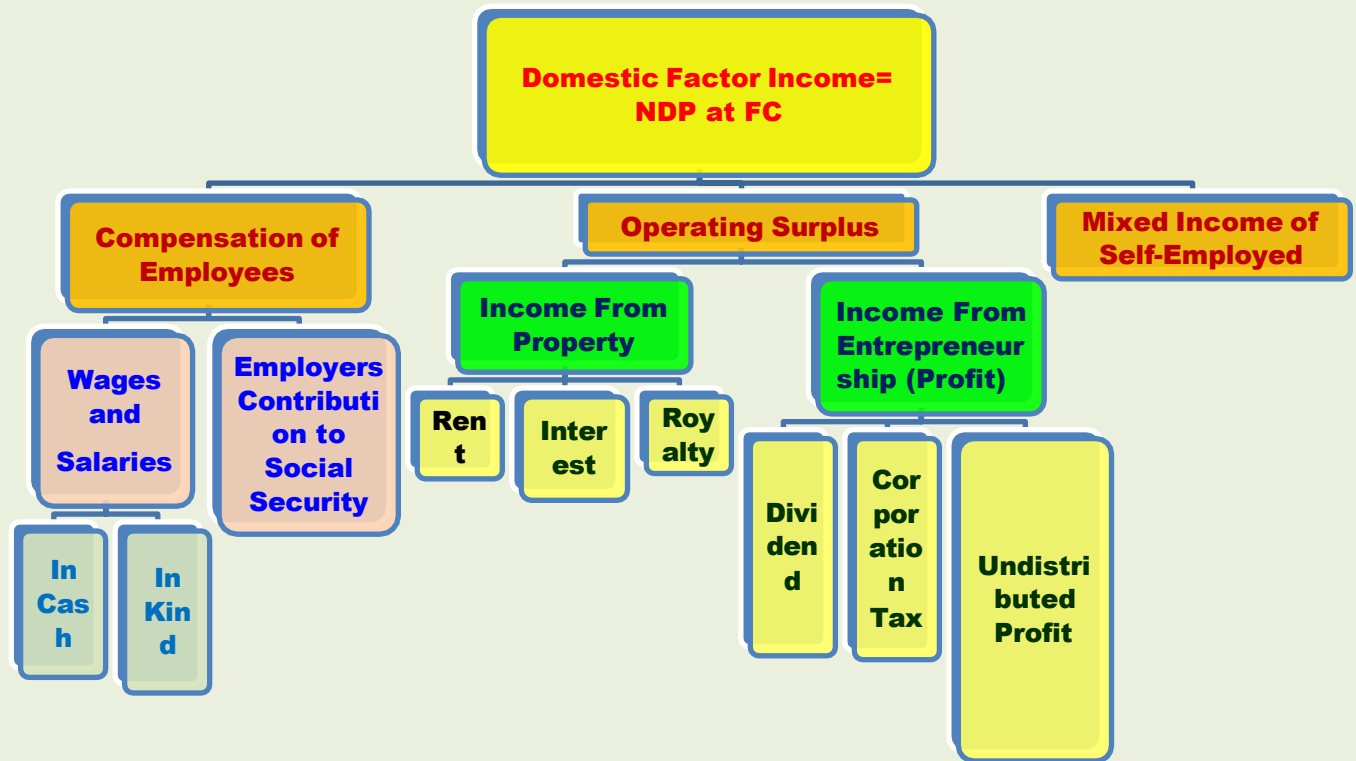 Domestic Factor Income=
NDP at FC
Compensation of
Employees
Operating Surplus
Mixed Income of
Self-Employed
Wages
and
Salaries
Employers
Contributi
on to
Social
Security
Income From
Property
Income From
Entrepreneur
ship (Profit)
In
Cas
h
In
Kin
d
Ren
t
Inter
est
Roy
alty
Divi
den
d
Cor
por
atio
n
Tax
Undistri
buted
Profit